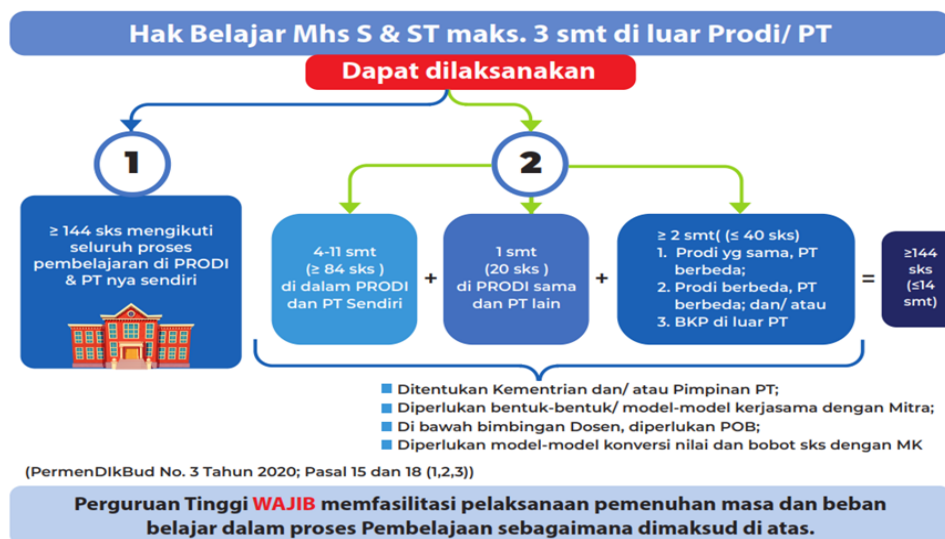 Hak Belajar Mhs S & ST maks. 3 smt di luar Prodi/ PT
Dapat dilaksanakan
1
2
≥ 144 sks mengikuti
seluruh proses
pembelajaran di PRODI
& PT nya sendiri
4-11 smt
(≥ 84 sks )
di dalam PRODI
dan PT Sendiri
+
1 smt
(20 sks )
di PRODI sama
dan PT lain
+
≥ 2 smt( (≤ 40 sks)
1. Prodi yg sama, PT
berbeda;
2. Prodi berbeda, PT
berbeda; dan/ atau
3. BKP di luar PT
=
≥144
sks
(≤14
smt)
Ditentukan Kementrian dan/ atau Pimpinan PT;
Diperlukan bentuk-bentuk/ model-model kerjasama dengan Mitra;
Di bawah bimbingan Dosen, diperlukan POB;
Diperlukan model-model konversi nilai dan bobot sks dengan MK
(PermenDIkBud No. 3 Tahun 2020; Pasal 15 dan 18 (1,2,3))
Perguruan Tinggi WAJIB memfasilitasi pelaksanaan pemenuhan masa dan beban
belajar dalam proses Pembelajaan sebagaimana dimaksud di atas.